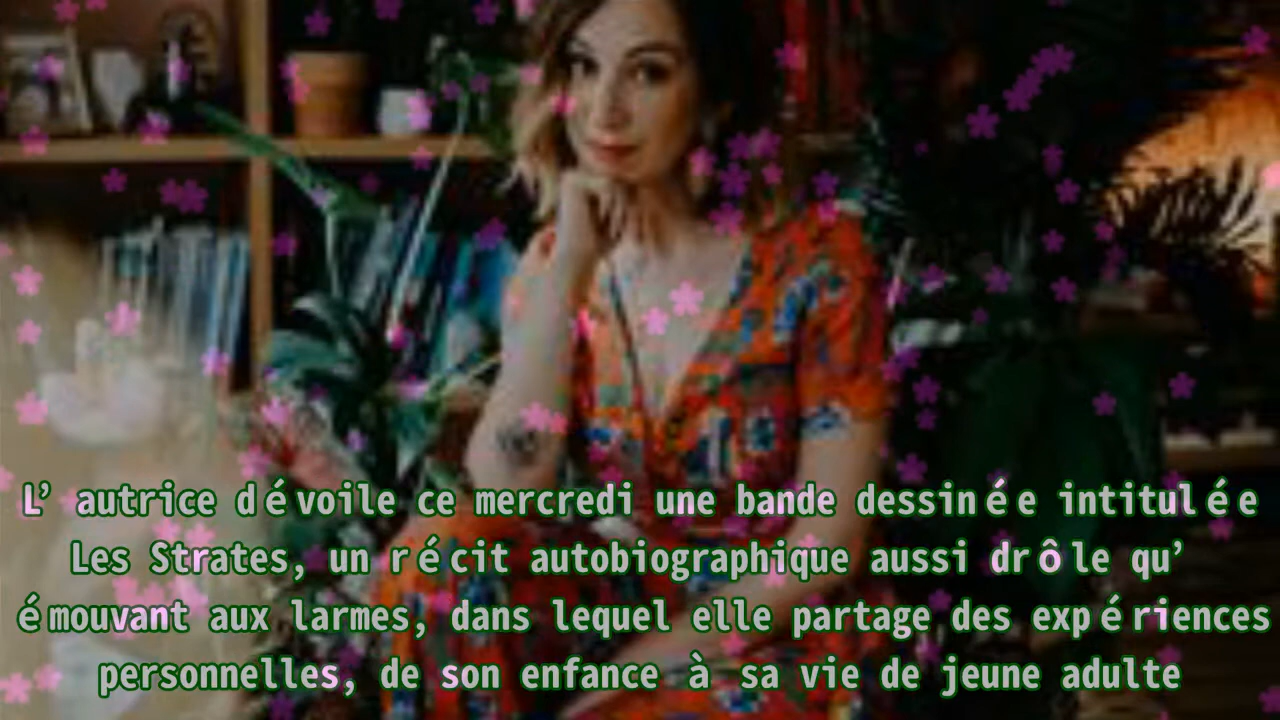 L’ autrice dévoile ce mercredi une bande dessinée intitulée
Les Strates, un récit autobiographique aussi drôle qu’
émouvant aux larmes, dans lequel elle partage des expériences
personnelles, de son enfance à sa vie de jeune adulte